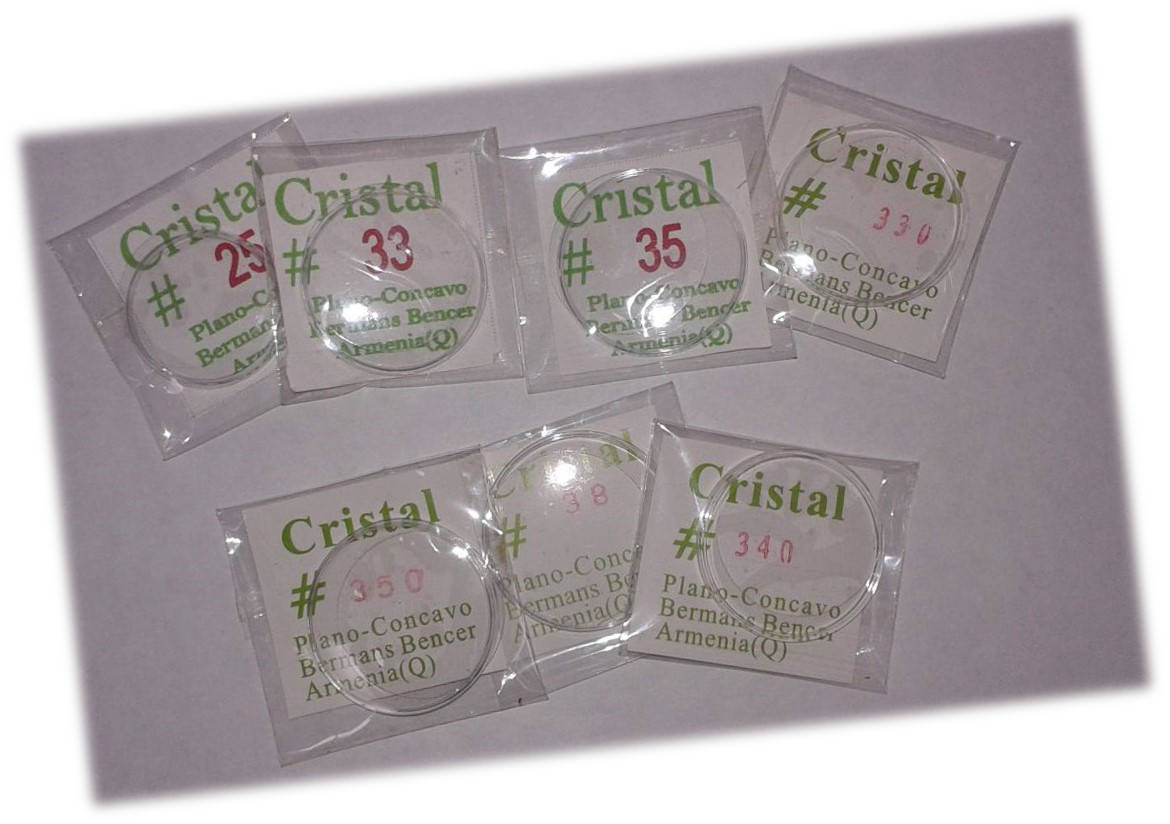 Cristal
# 25
Plano-C
Bermans
Ar
Cristal
# 33
Plano-Concavo
Bermans Bencer
Armenia(Q)
Cristal
# 35
Plano-Concavo
Bermans Bencer
Armenia(Q)
Cristal
# 330
Plano-Concavo
Bermans Bencer
Armenia(Q)
Cristal
# 350
Plano-Concavo
Bermans Bencer
Armenia(Q)
Cristal
# 38
Plano-Conc
Bermans Be
Armenia(Q
Cristal
# 340
Plano-Concavo
Bermans Bencer
Armenia(Q)